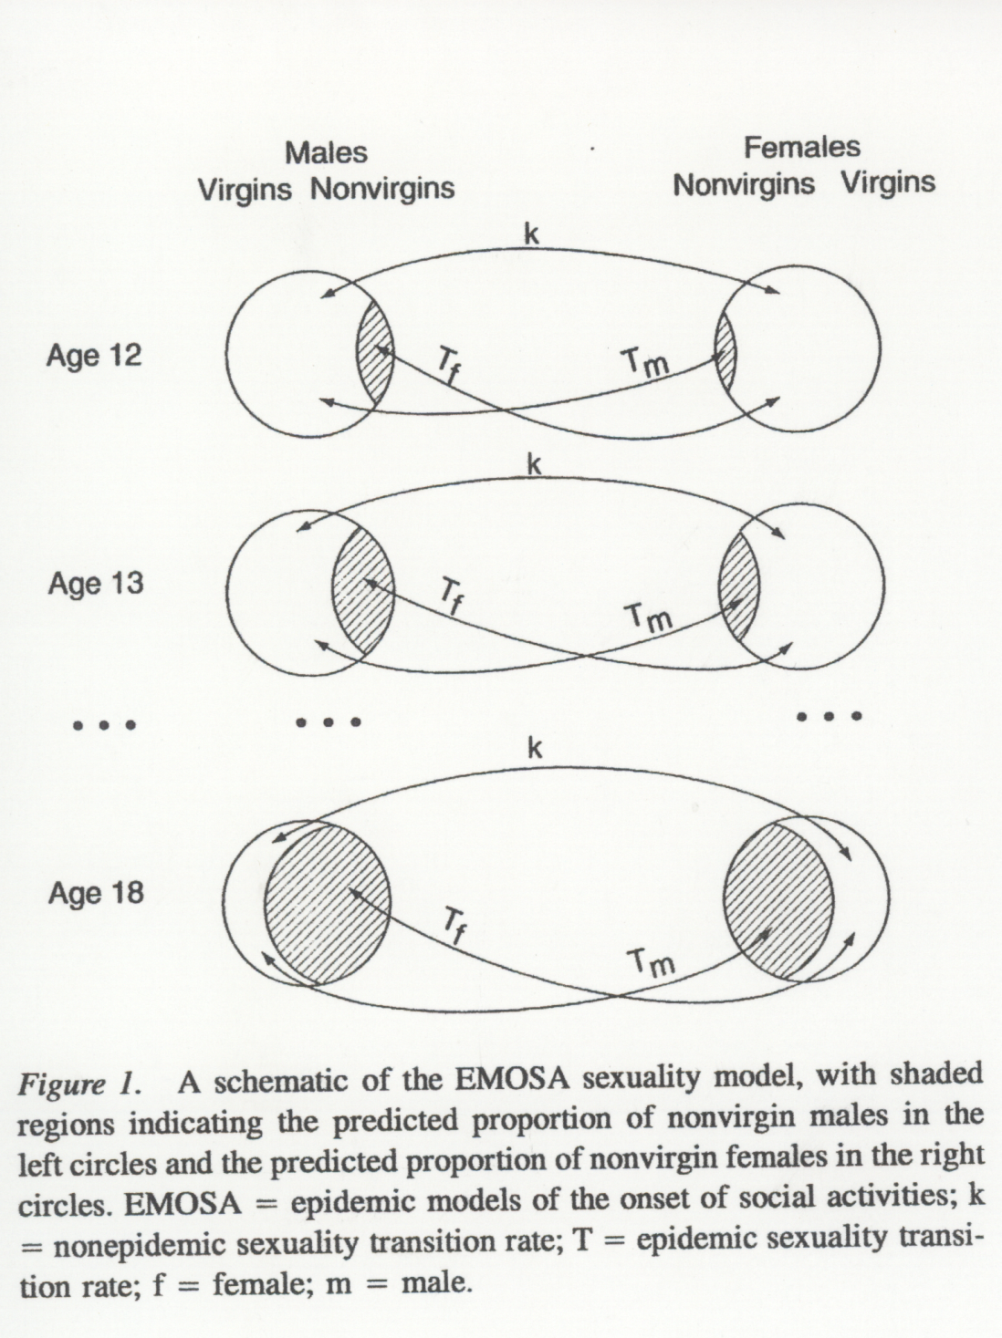 Males
Females
Virgins Nonvirgins
Nonvirgins Virgins
k
Age 12
Tf
Tm
k
Age 13
Tf
Tm
• • •
• • •
• • •
k
Age 18
Tf
Tm
Figure 1. A schematic of the EMOSA sexuality model, with shaded
regions indicating the predicted proportion of nonvirgin males in the
left circles and the predicted proportion of nonvirgin females in the right
circles. EMOSA = epidemic models of the onset of social activities; k
= nonepidemic sexuality transition rate; T = epidemic sexuality transi-
tion rate; f = female; m = male.